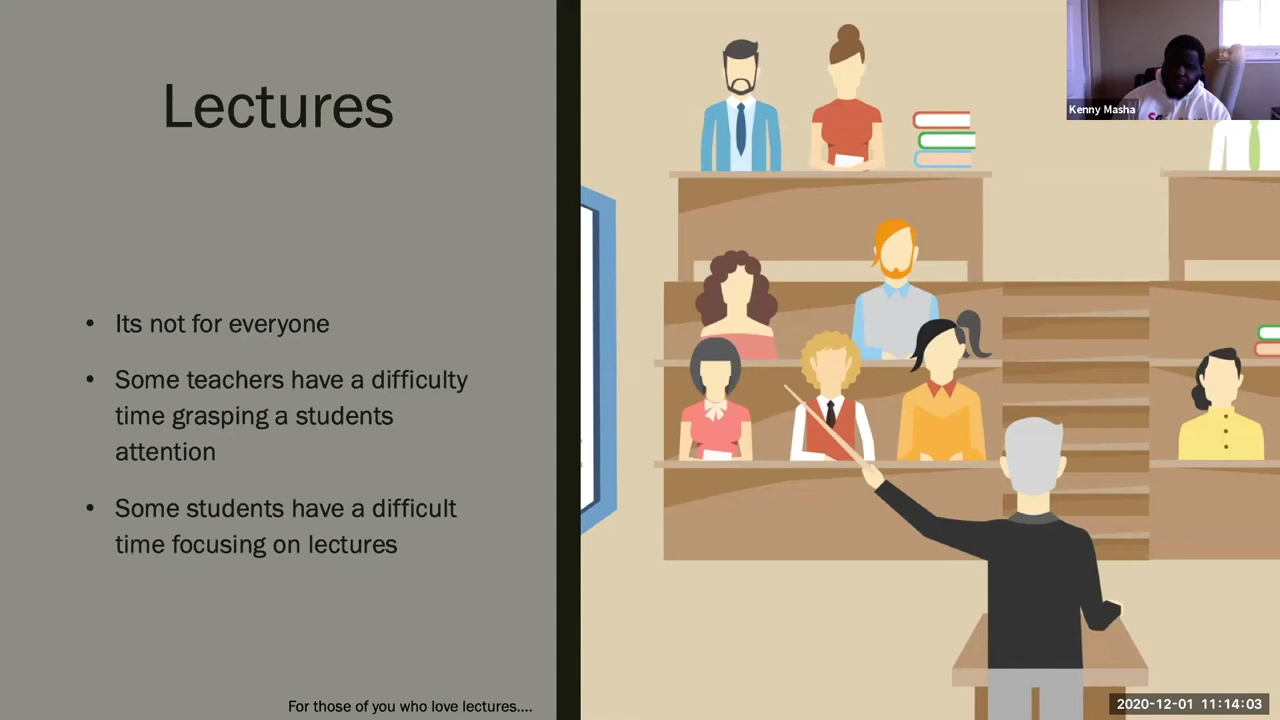 Lectures
Kenny Masha
• Its not for everyone
• Some teachers have a difficulty
time grasping a students
attention
• Some students have a difficult
time focusing on lectures
For those of you who love lectures....
2020-12-01 11:14:03